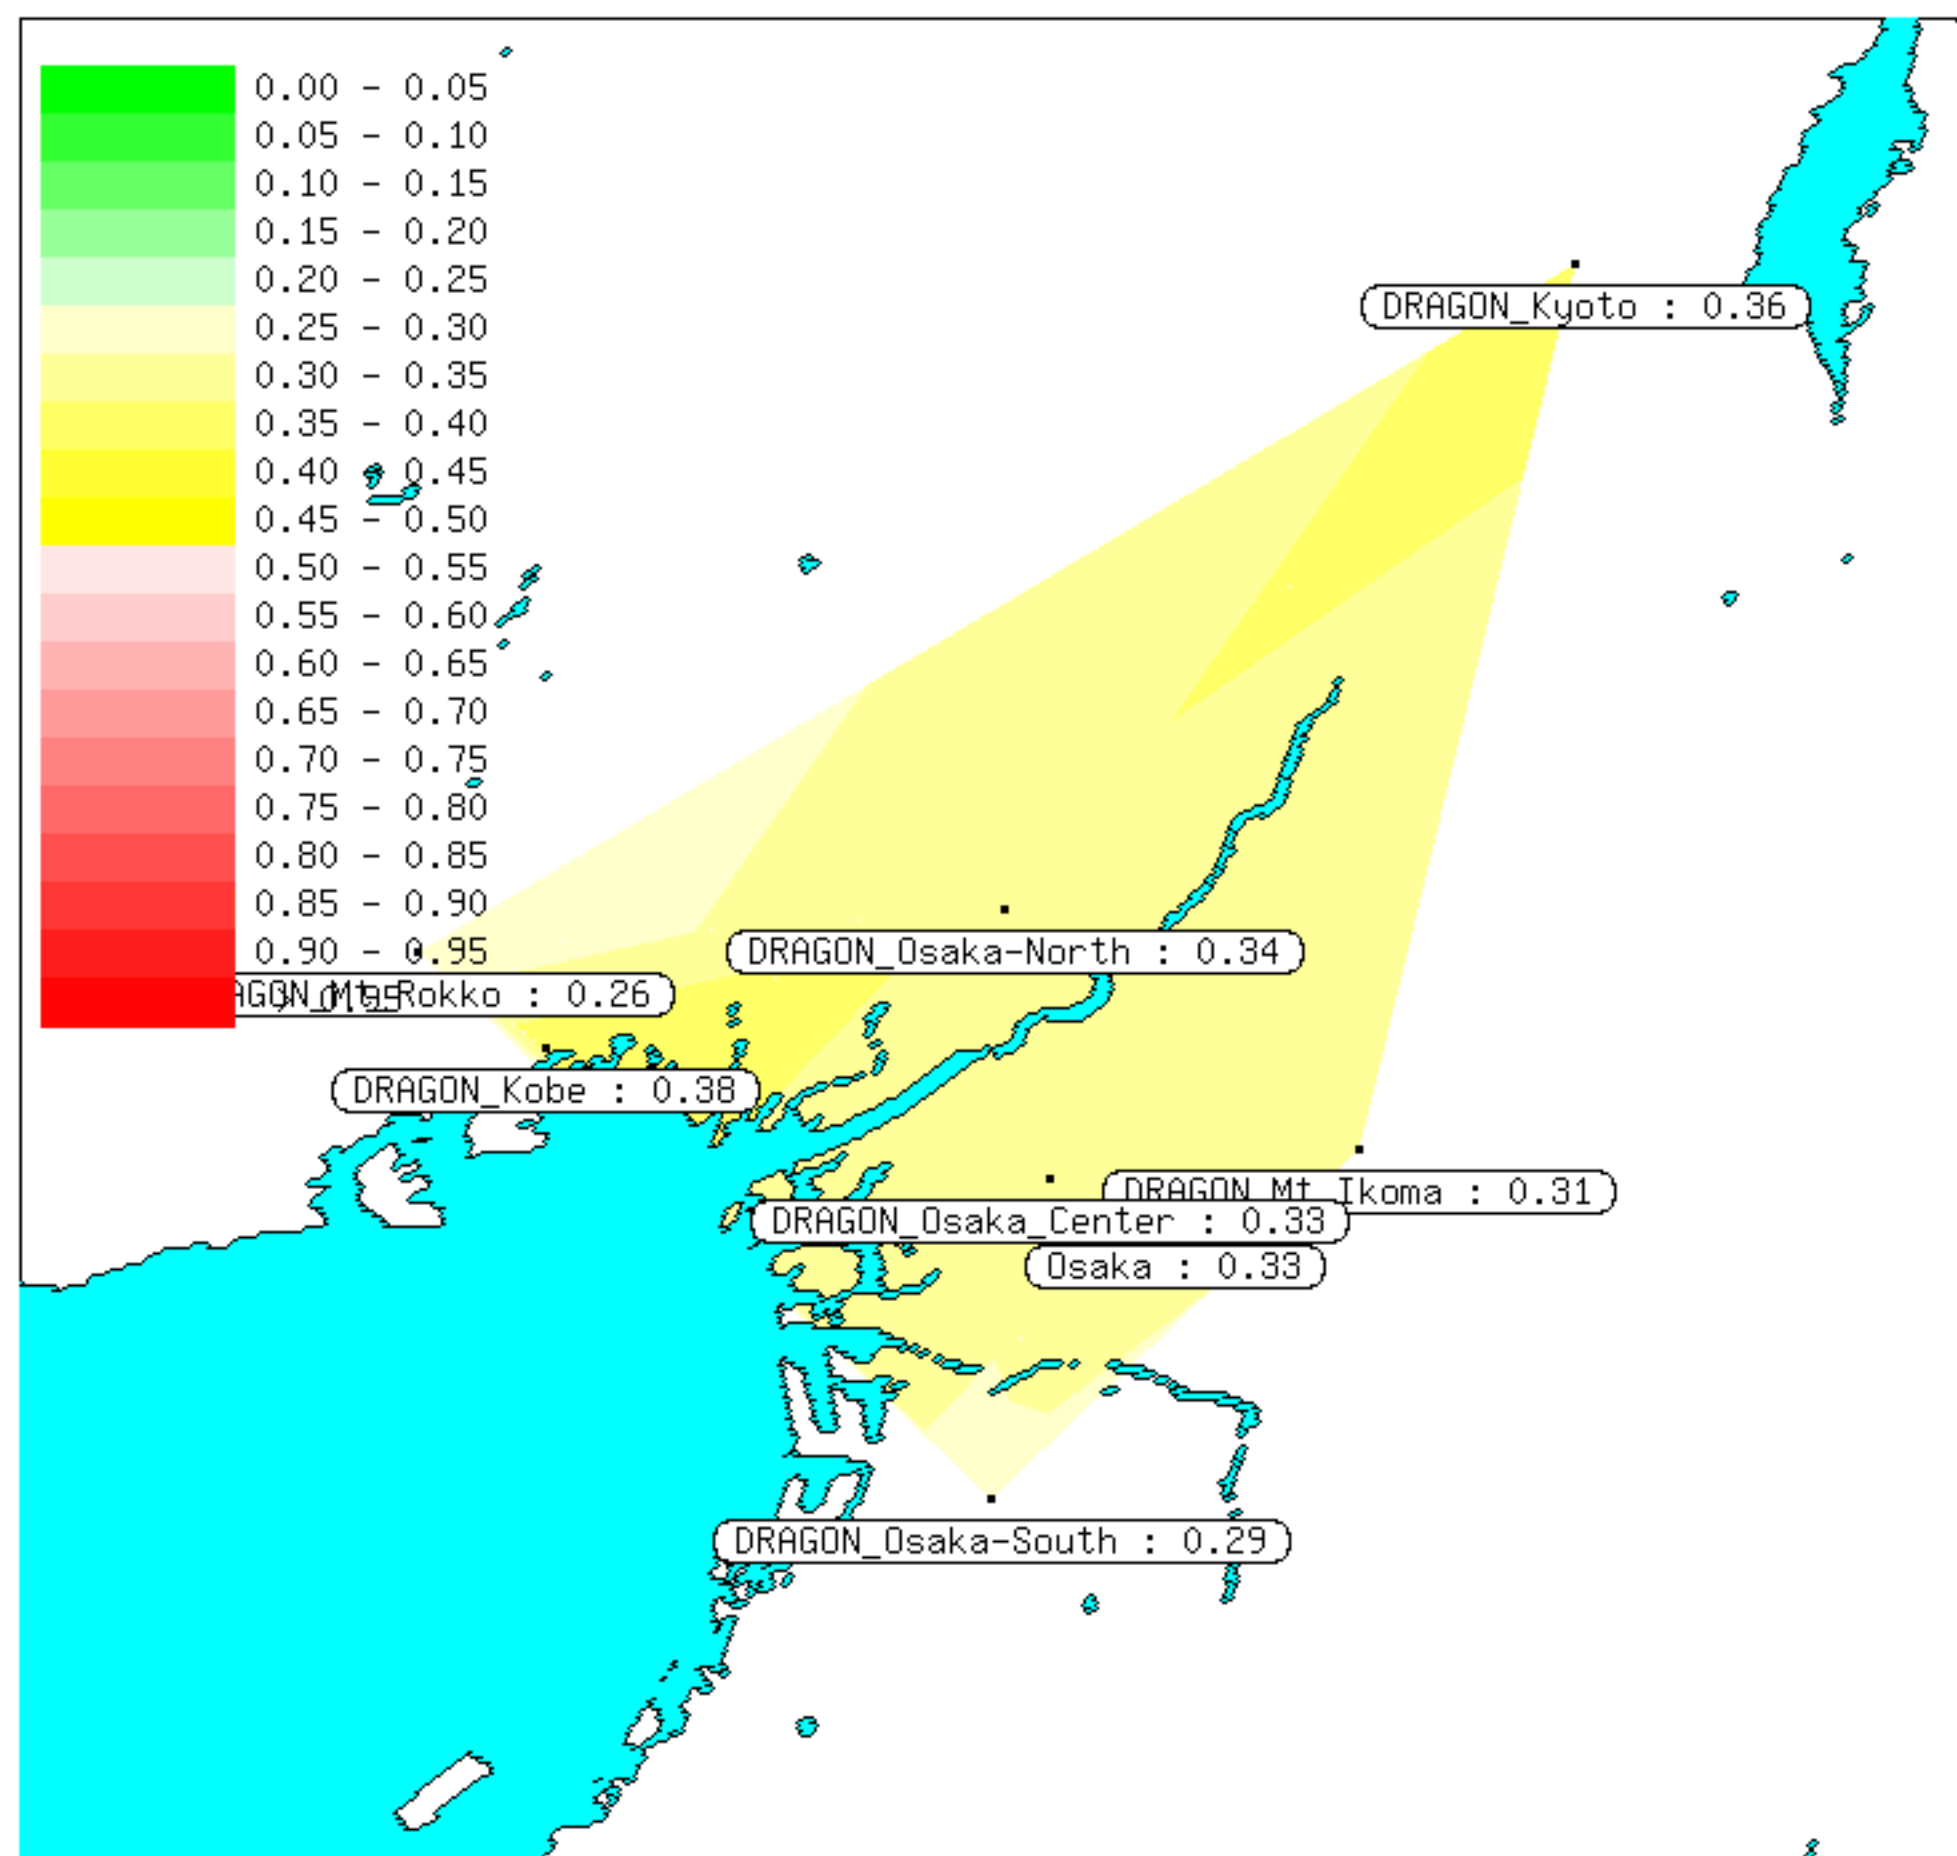 0.00 - 0.05
0.05 - 0.10
0.10 - 0.15
0.15 - 0.20
0.20 - 0.25
0.25 - 0.30
DRAGON_Kyoto : 0.36
0.30 - 0.35
0.35 - 0.40
0.40 - 0.45
0.45 - 0.50
0.50 - 0.55
0.55 - 0.60
0.60 - 0.65
0.65 - 0.70
0.70 - 0.75
0.75 - 0.80
0.80 - 0.85
0.85 - 0.90
0.90 - 0.95
DRAGON_Osaka-North : 0.34
AGON_Mt_Rokko : 0.26
> 0.95
DRAGON_Kobe : 0.38
DRAGON_Mt_Ikoma : 0.31
DRAGON_Osaka_Center : 0.33
Osaka : 0.33
DRAGON_Osaka-South : 0.29